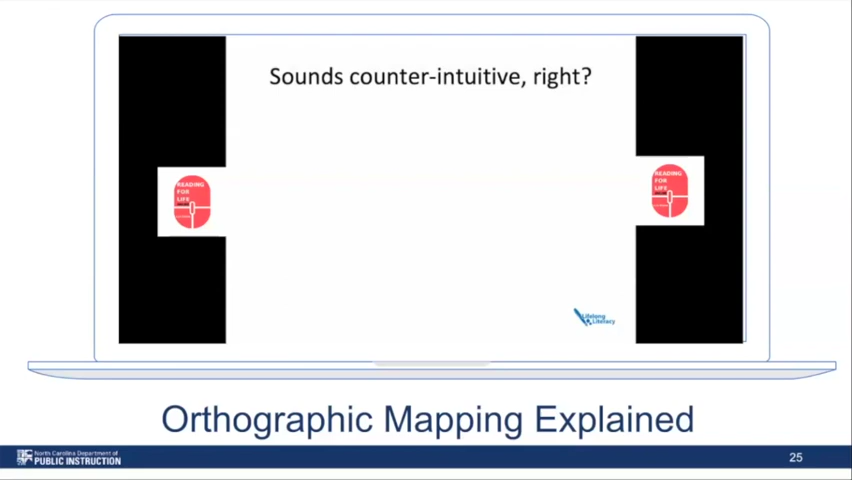 Sounds counter-intuitive, right?
READING
FOR
LIFE
READING
FOR
LIFE
Lifelong
Literacy
Orthographic Mapping Explained
North Carolina Department of
PUBLIC INSTRUCTION
25